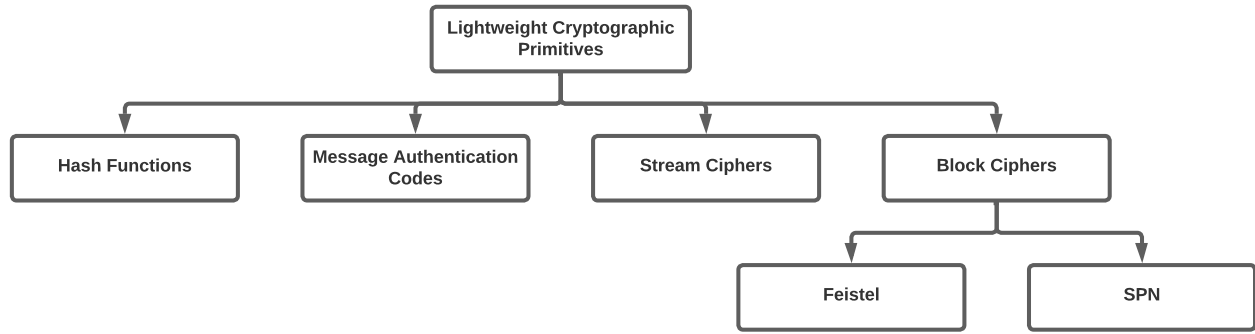 Lightweight Cryptographic
Primitives
Hash Functions
Message Authentication
Codes
Stream Ciphers
Block Ciphers
Feistel
SPN